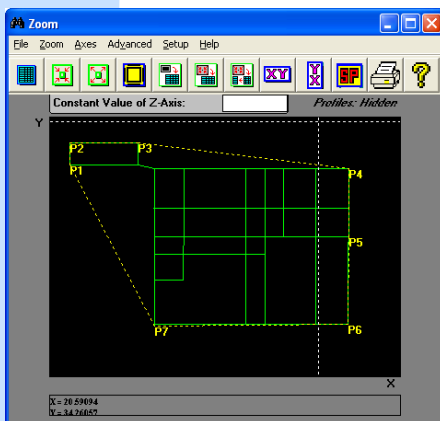 Zoom
File Zoom Axes Advanced Setup Help
XY
YX
SP
?
Constant Value of Z-Axis:
Profiles: Hidden
Y
P2 P3
P1
P4
P5
P7
P6
X
X = 20.59094
Y = 34.26057